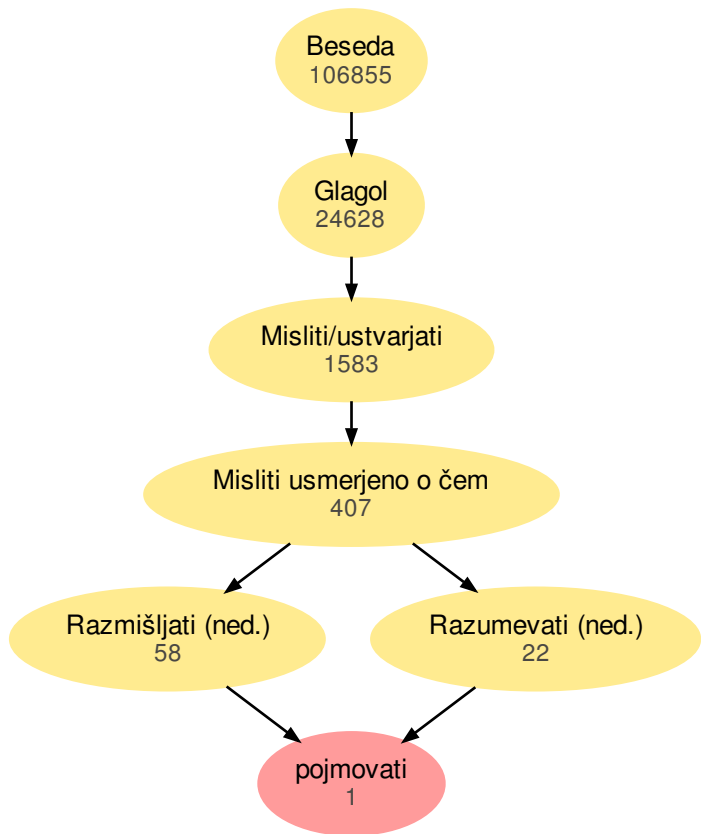 Beseda
106855
Glagol
24628
Misliti/ustvarjati
1583
Misliti usmerjeno o čem
407
Razmišljati (ned.)
58
Razumevati (ned.)
22
pojmovati
1